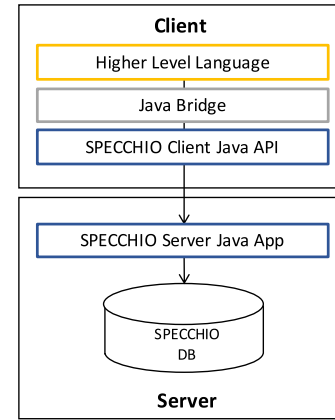 Client
Higher Level Language
Java Bridge
SPECCHIO Client Java API
SPECCHIO Server Java App
SPECCHIO
DB
Server